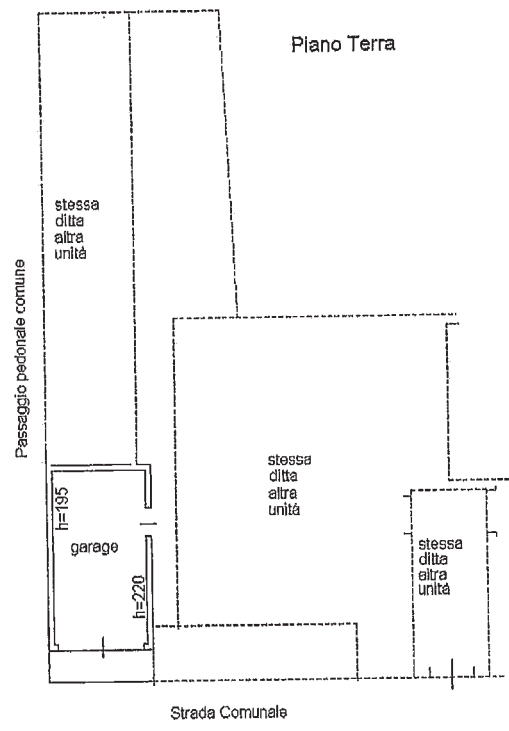 Piano Terra
stessa
ditta
altra
unità
Passaggio pedonale comune
stessa
ditta
altra
unità
h=195
garage
h=220
stessa
ditta
altra
unità
Strada Comunale